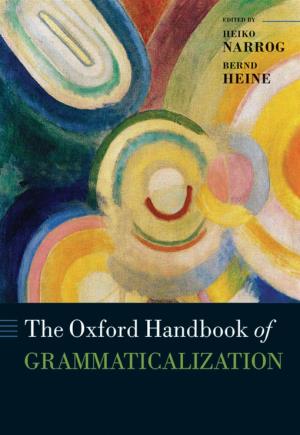 EDITED BY
HEIKO
NARROG
BERND
HEINE
The Oxford Handbook of
GRAMMATICALIZATION